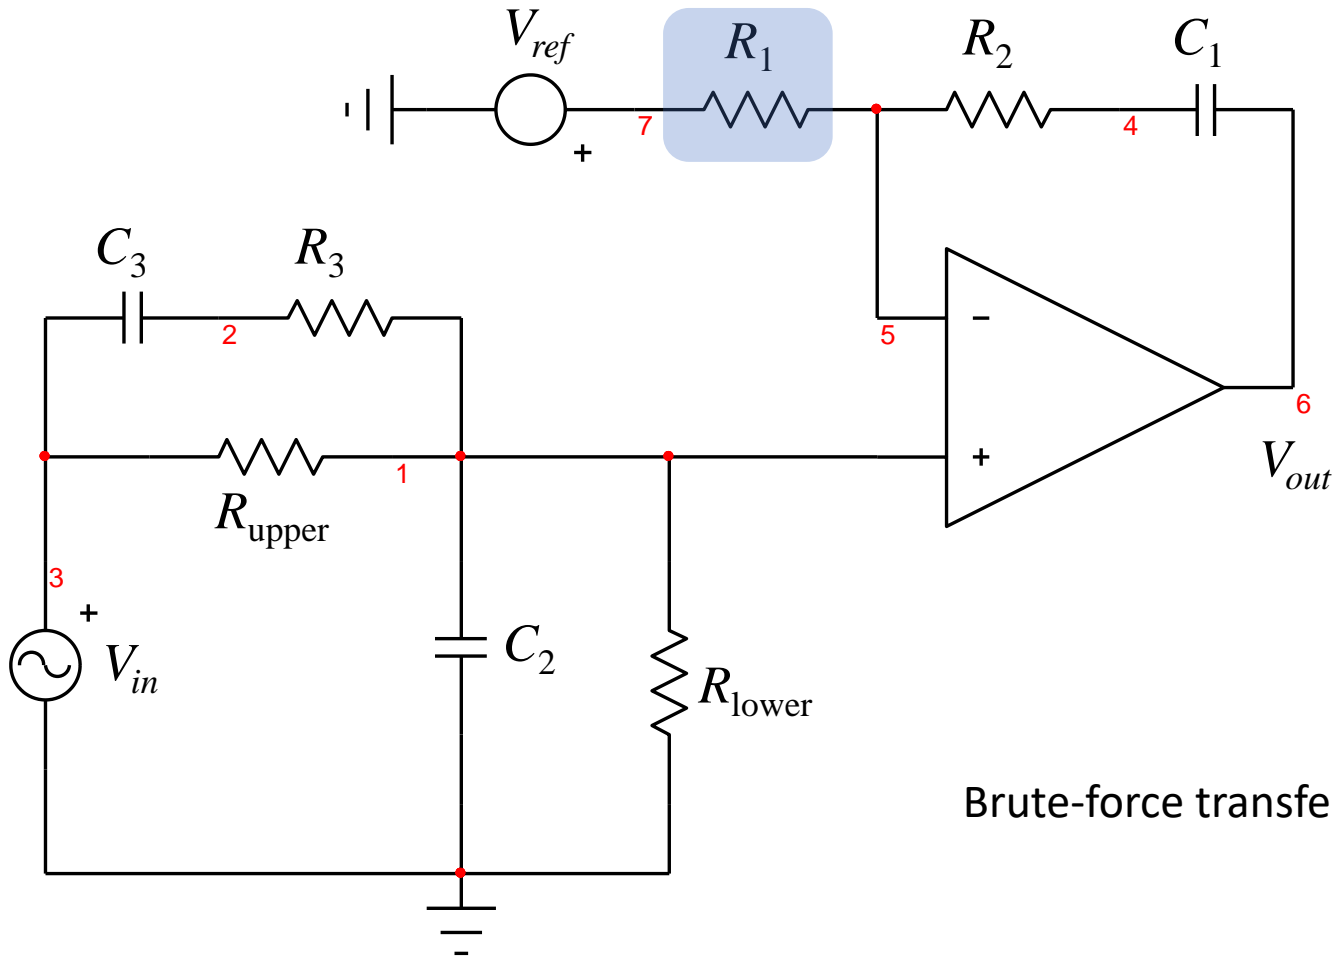 V_ref
R_1
R_2
C_1
7
4
+
C_3
R_3
2
5
−
6
1
+
V_out
R_upper
3
+
V_in
C_2
R_lower
Brute-force transfe